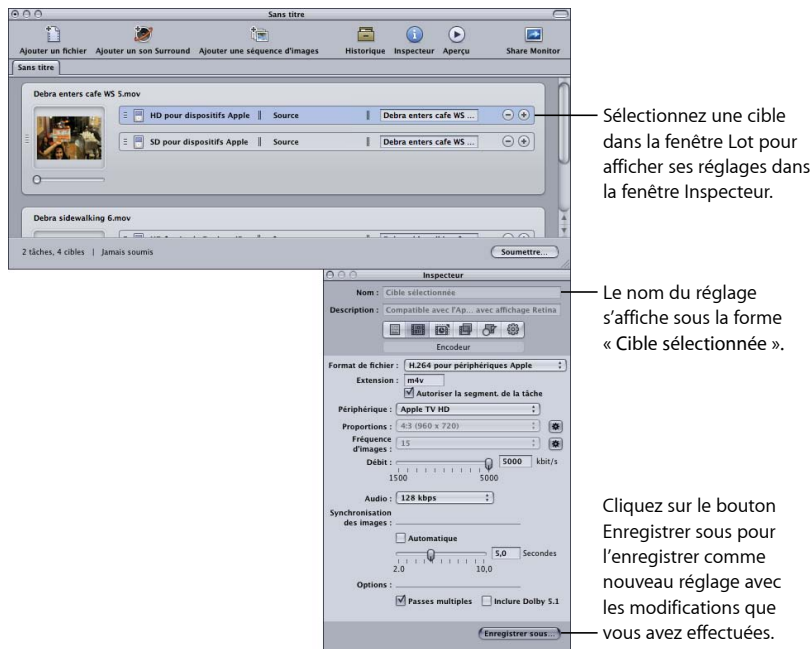 Sans titre
Ajouter un fichier Ajouter un son Surround Ajouter une séquence d'images Historique Inspecteur Aperçu Share Monitor
Sans titre
Debra enters cafe WS 5.mov
HD pour dispositifs Apple Source Debra enters cafe WS ...
SD pour dispositifs Apple Source Debra enters cafe WS ...
Debra sidewalking 6.mov
2 tâches, 4 cibles | Jamais soumis
Soumettre...
Sélectionnez une cible
dans la fenêtre Lot pour
afficher ses réglages dans
la fenêtre Inspecteur.
Inspecteur
Nom : Cible sélectionnée
Description : Compatible avec l'Ap... avec affichage Retina
Encodeur
Format de fichier : H.264 pour périphériques Apple
Extension : m4v
Autoriser la segment. de la tâche
Périphérique : Apple TV HD
Proportions : 4:3 (960 x 720)
Fréquence
d'images : 15
Débit : 5000 kbit/s
1500 5000
Audio : 128 kbps
Synchronisation
des images :
Automatique
5,0 Secondes
2.0 10,0
Options :
Passes multiples Inclure Dolby 5.1
Enregistrer sous...
Le nom du réglage
s’affiche sous la forme
« Cible sélectionnée ».
Cliquez sur le bouton
Enregistrer sous pour
l’enregistrer comme
nouveau réglage avec
les modifications que
vous avez effectuées.